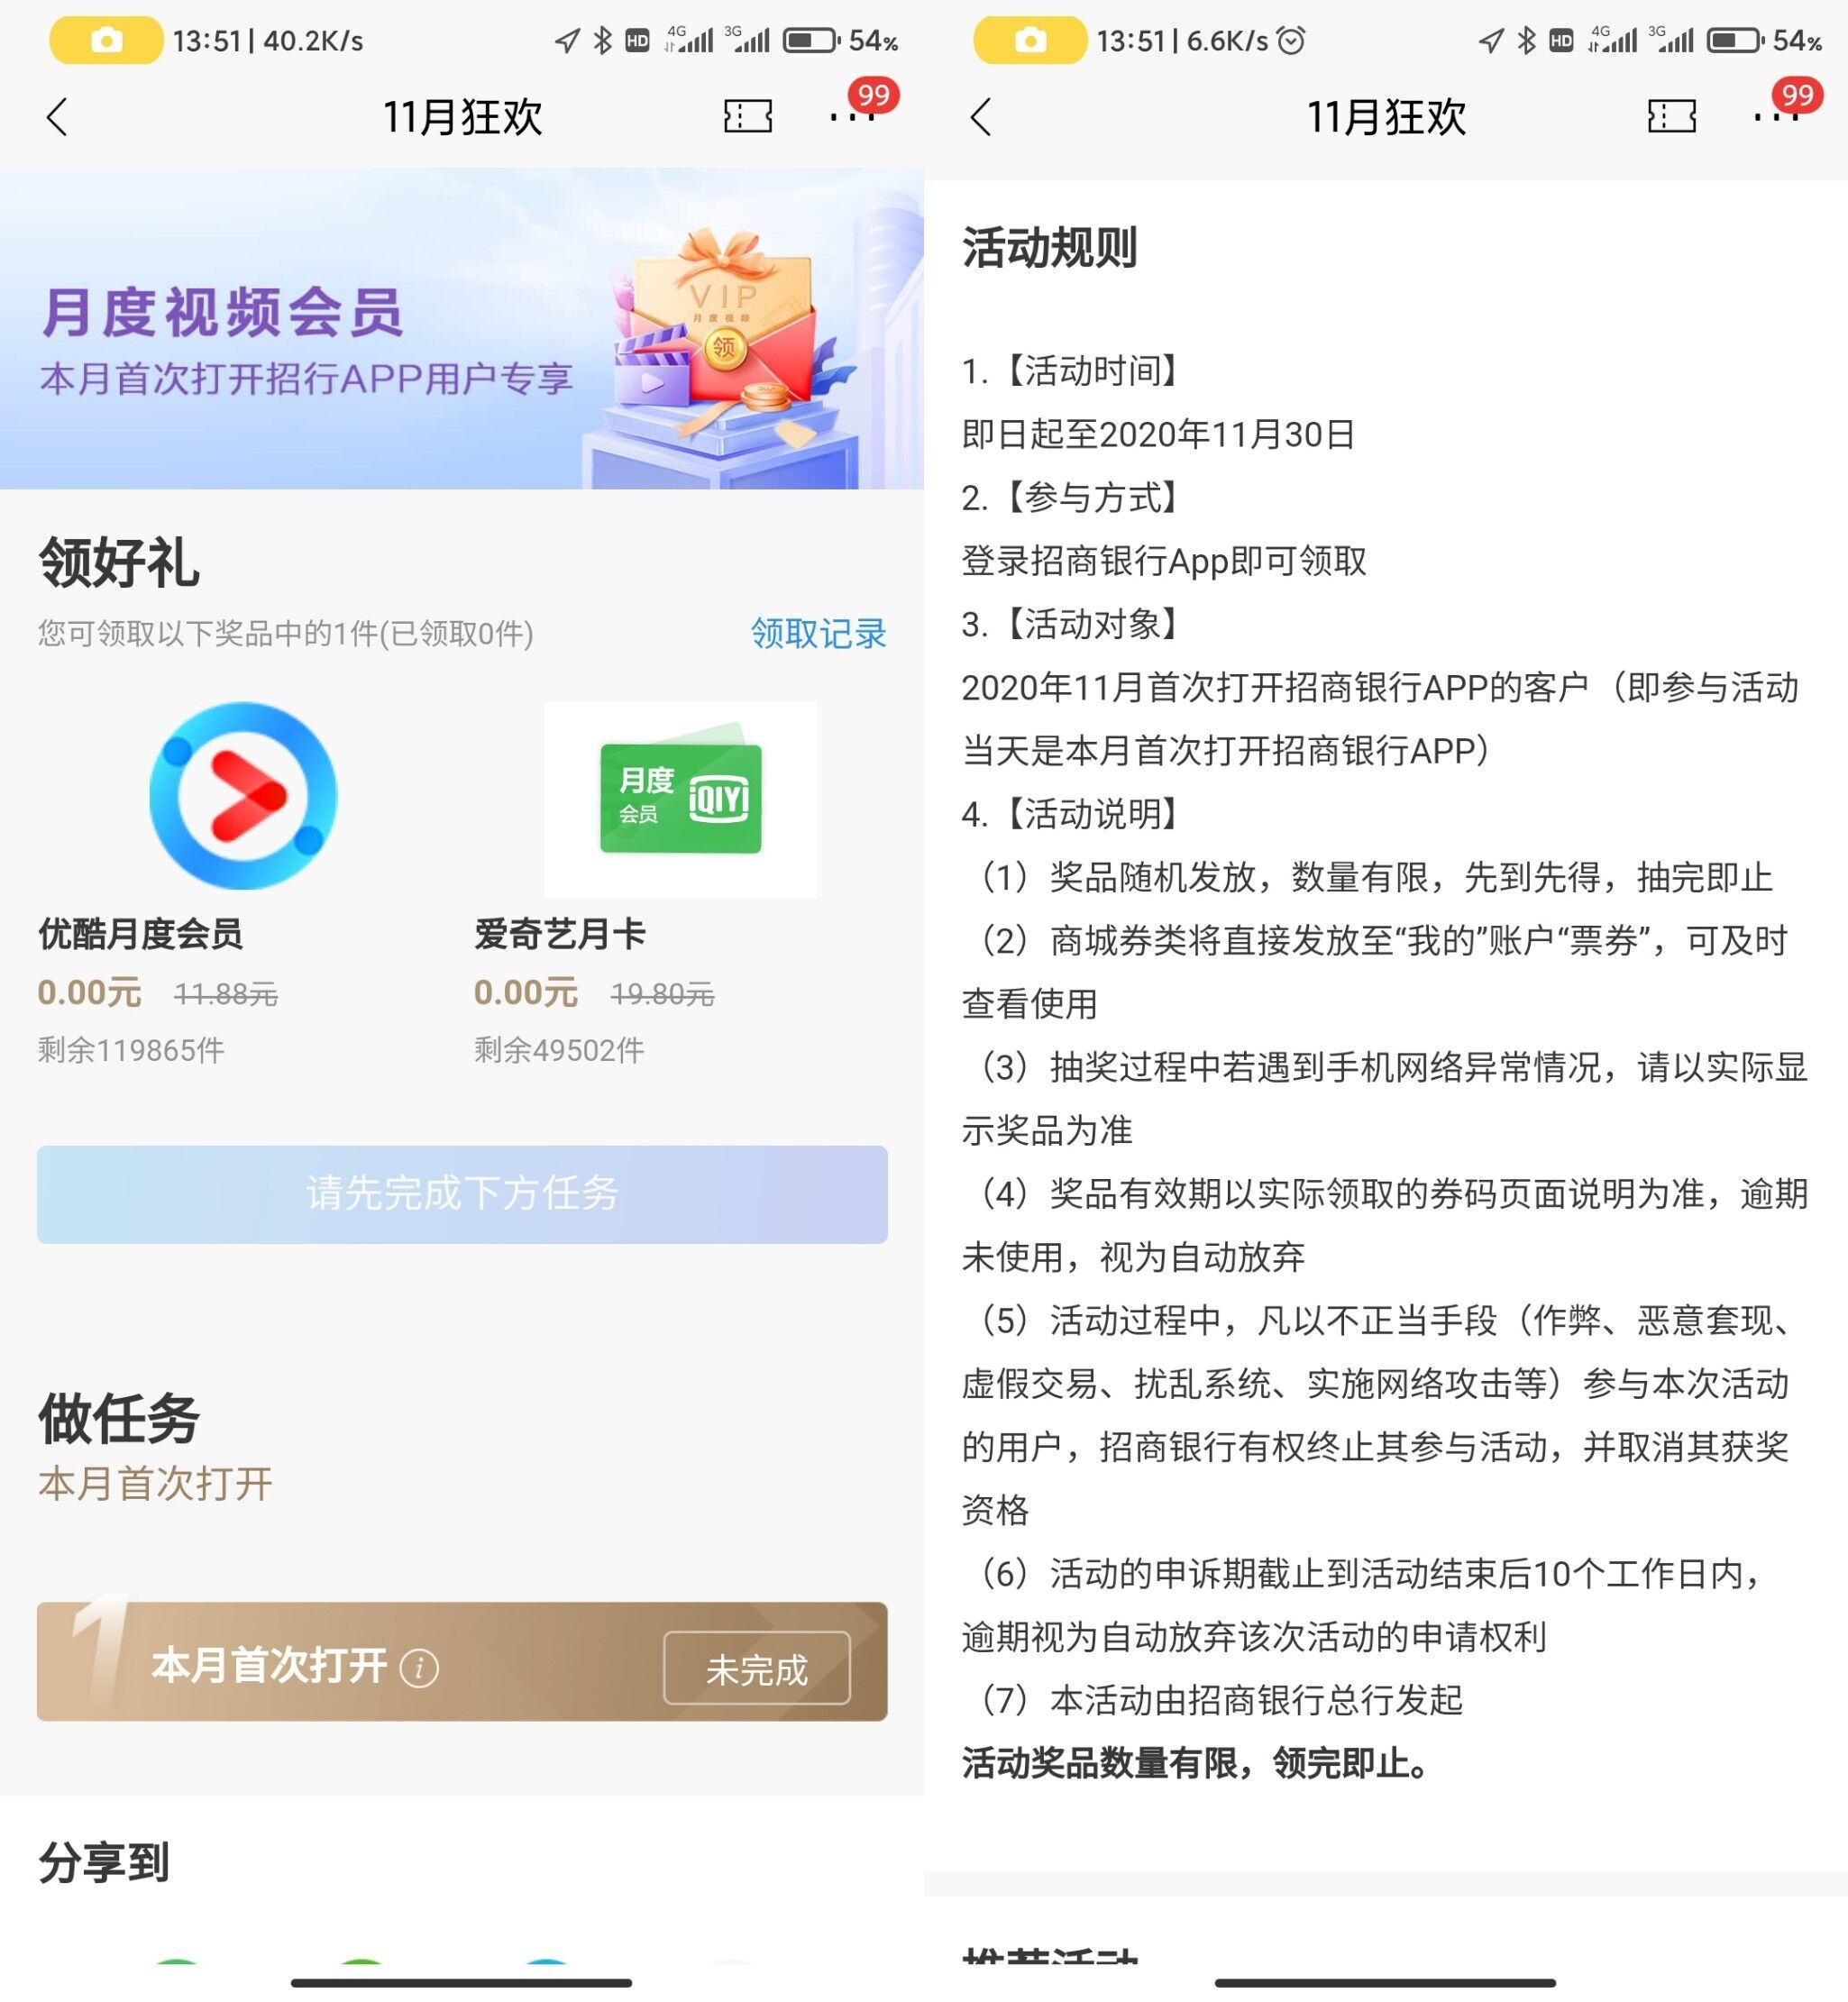 13:51 | 40.2K/s
HD 4G 3G 54%
11月狂欢
99
月度视频会员
本月首次打开招行APP用户专享
VIP
月度视频
领
领好礼
您可领取以下奖品中的1件(已领取0件)
领取记录
月度
会员
iQIYI
优酷月度会员
0.00元 11.88元
剩余119865件
爱奇艺月卡
0.00元 19.80元
剩余49502件
请先完成下方任务
做任务
本月首次打开
1
本月首次打开
未完成
分享到
13:51 | 6.6K/s
HD 4G 3G 54%
11月狂欢
99
活动规则
1.【活动时间】
即日起至2020年11月30日
2.【参与方式】
登录招商银行App即可领取
3.【活动对象】
2020年11月首次打开招商银行APP的客户（即参与活动
当天是本月首次打开招商银行APP）
4.【活动说明】
（1）奖品随机发放，数量有限，先到先得，抽完即止
（2）商城券类将直接发放至“我的”账户“票券”，可及时
查看使用
（3）抽奖过程中若遇到手机网络异常情况，请以实际显
示奖品为准
（4）奖品有效期以实际领取的券码页面说明为准，逾期
未使用，视为自动放弃
（5）活动过程中，凡以不正当手段（作弊、恶意套现、
虚假交易、扰乱系统、实施网络攻击等）参与本次活动
的用户，招商银行有权终止其参与活动，并取消其获奖
资格
（6）活动的申诉期截止到活动结束后10个工作日内，
逾期视为自动放弃该次活动的申请权利
（7）本活动由招商银行总行发起
活动奖品数量有限，领完即止。
推荐活动